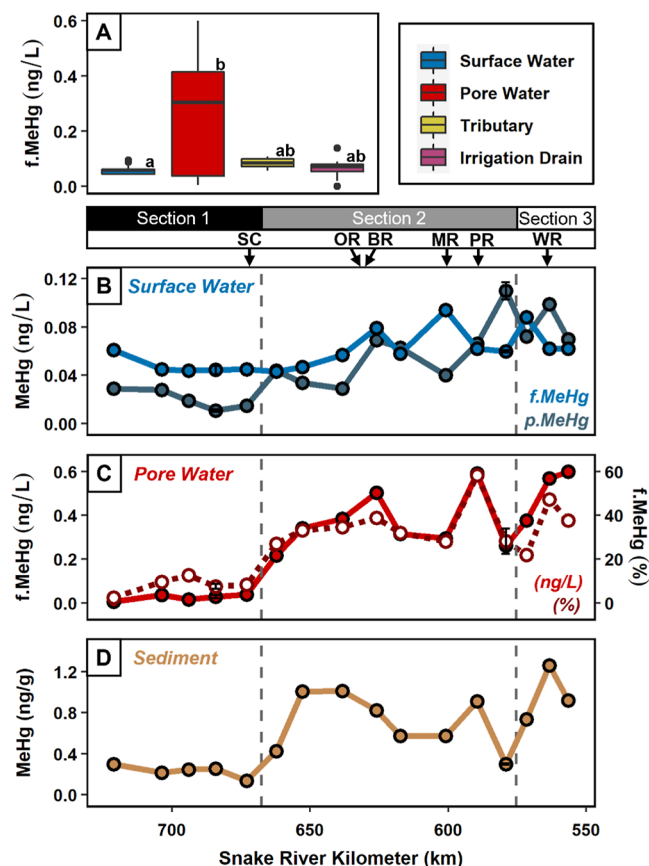 A
f.MeHg (ng/L)
0.6
0.4
0.2
0.0
a
b
ab
ab
Surface Water
Pore Water
Tributary
Irrigation Drain
Section 1
Section 2
Section 3
SC
OR
BR
MR
PR
WR
B
Surface Water
MeHg (ng/L)
0.12
0.08
0.04
0.00
f.MeHg
p.MeHg
C
Pore Water
f.MeHg (ng/L)
0.6
0.4
0.2
0.0
60
40
20
0
f.MeHg (%)
(ng/L)
(%)
D
Sediment
MeHg (ng/g)
1.2
0.8
0.4
0.0
700
650
600
550
Snake River Kilometer (km)